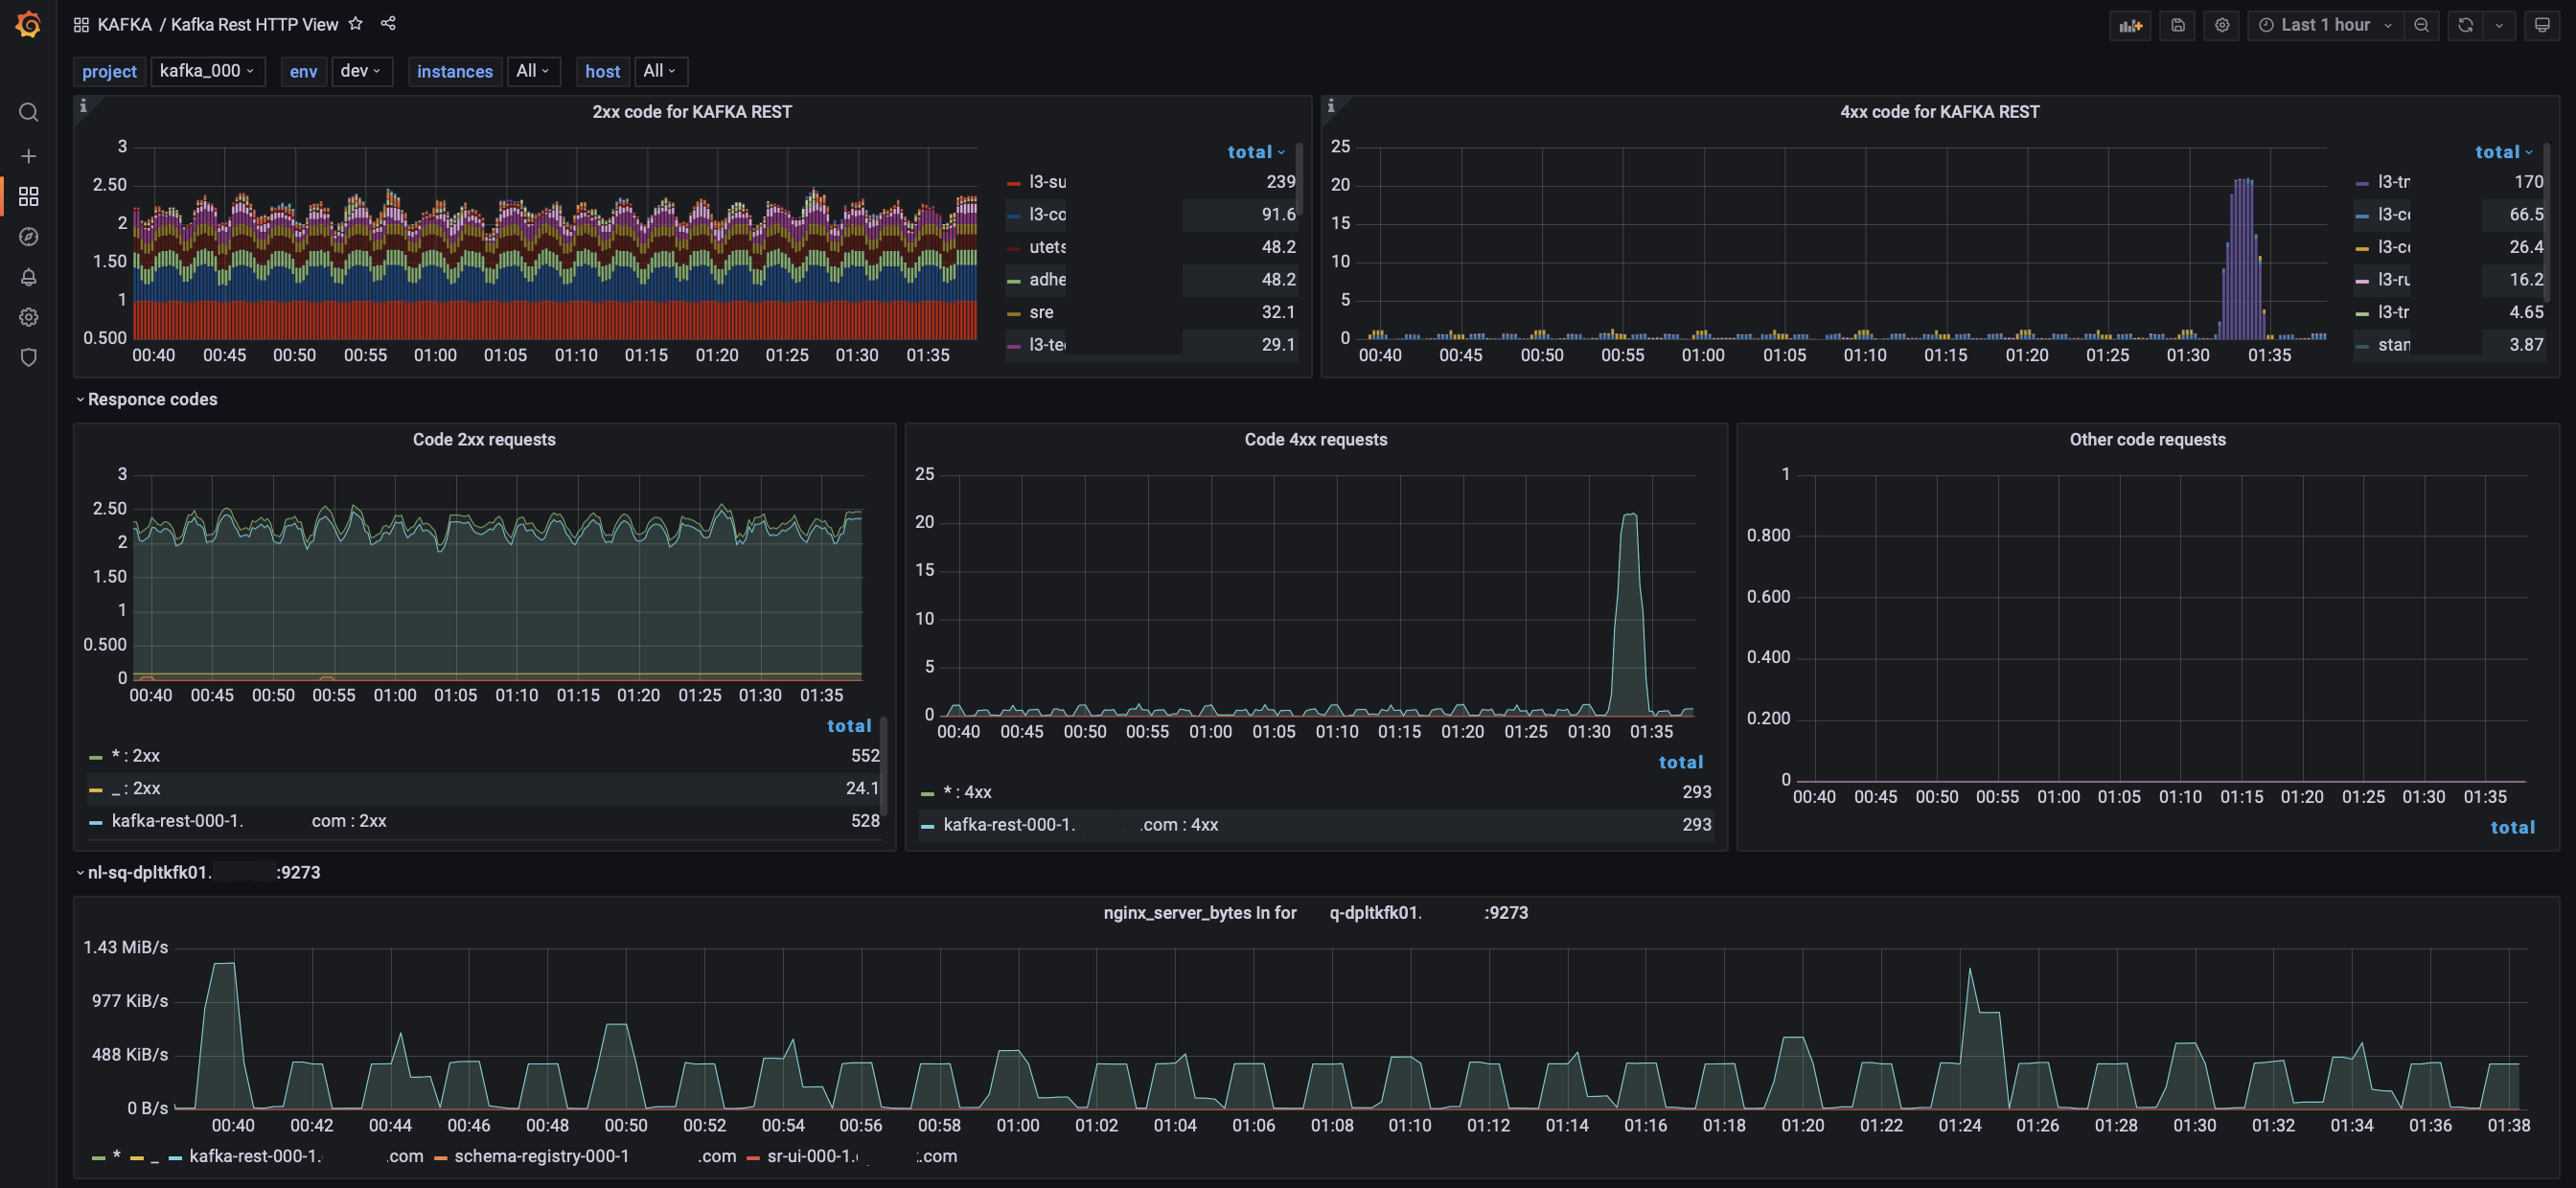 KAFKA / Kafka Rest HTTP View
Last 1 hour
project kafka_000 env dev instances All host All
2xx code for KAFKA REST
3
2.50
2
1.50
1
0.500
00:40 00:45 00:50 00:55 01:00 01:05 01:10 01:15 01:20 01:25 01:30 01:35
total
l3-su 239
l3-co 91.6
utets 48.2
adhe 48.2
sre 32.1
l3-te 29.1
4xx code for KAFKA REST
25
20
15
10
5
0
00:40 00:45 00:50 00:55 01:00 01:05 01:10 01:15 01:20 01:25 01:30 01:35
total
l3-tr 170
l3-c 66.5
l3-c 26.4
l3-ru 16.2
l3-tr 4.65
stan 3.87
Responce codes
Code 2xx requests
3
2.50
2
1.50
1
0.500
0
00:40 00:45 00:50 00:55 01:00 01:05 01:10 01:15 01:20 01:25 01:30 01:35
total
* : 2xx 552
_ : 2xx 24.1
kafka-rest-000-1. com : 2xx 528
Code 4xx requests
25
20
15
10
5
0
00:40 00:45 00:50 00:55 01:00 01:05 01:10 01:15 01:20 01:25 01:30 01:35
total
* : 4xx 293
kafka-rest-000-1. .com : 4xx 293
Other code requests
1
0.800
0.600
0.400
0.200
0
00:40 00:45 00:50 00:55 01:00 01:05 01:10 01:15 01:20 01:25 01:30 01:35
total
nl-sq-dpltkfk01. :9273
nginx_server_bytes In for q-dpltkfk01. :9273
1.43 MiB/s
977 KiB/s
488 KiB/s
0 B/s
00:40 00:42 00:44 00:46 00:48 00:50 00:52 00:54 00:56 00:58 01:00 01:02 01:04 01:06 01:08 01:10 01:12 01:14 01:16 01:18 01:20 01:22 01:24 01:26 01:28 01:30 01:32 01:34 01:36 01:38
* _ kafka-rest-000-1. .com schema-registry-000-1 .com sr-ui-000-1. .com